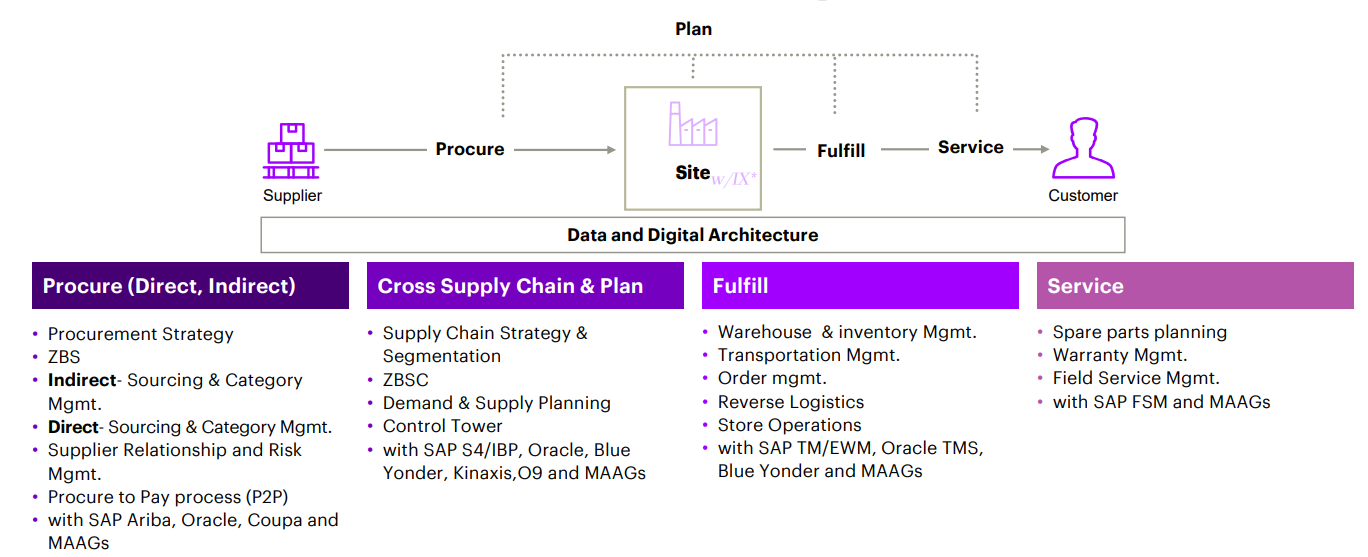 Plan
Procure
Site w/IX*
Fulfill
Service
Supplier
Customer
Data and Digital Architecture
Procure (Direct, Indirect)
• Procurement Strategy
• ZBS
• Indirect- Sourcing & Category
Mgmt.
• Direct- Sourcing & Category Mgmt.
• Supplier Relationship and Risk
Mgmt.
• Procure to Pay process (P2P)
• with SAP Ariba, Oracle, Coupa and
MAAGs
Cross Supply Chain & Plan
• Supply Chain Strategy &
Segmentation
• ZBSC
• Demand & Supply Planning
• Control Tower
• with SAP S4/IBP, Oracle, Blue
Yonder, Kinaxis,O9 and MAAGs
Fulfill
• Warehouse & inventory Mgmt.
• Transportation Mgmt.
• Order mgmt.
• Reverse Logistics
• Store Operations
• with SAP TM/EWM, Oracle TMS,
Blue Yonder and MAAGs
Service
• Spare parts planning
• Warranty Mgmt.
• Field Service Mgmt.
• with SAP FSM and MAAGs